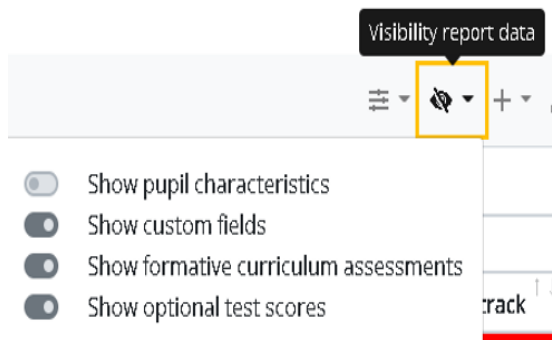 Visibility report data
Show pupil characteristics
Show custom fields
Show formative curriculum assessments
Show optional test scores
track